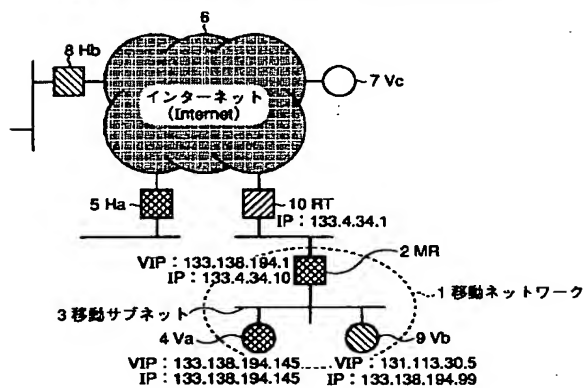 6
8 Hb
インターネット
(Internet)
7 Vc
5 Ha
10 RT
IP：133.4.34.1
VIP：133.138.194.1
IP：133.4.34.10
2 MR
3 移動サブネット
1 移動ネットワーク
4 Va
9 Vb
VIP：133.138.194.145
IP：133.138.194.145
VIP：131.113.30.5
IP：133.138.194.99